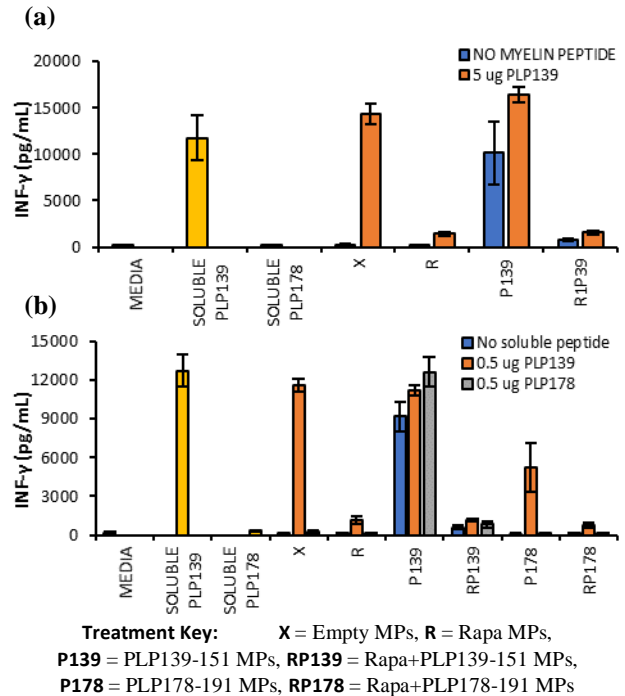 (a)
NO MYELIN PEPTIDE
5 ug PLP139
INF-γ (pg/mL)
20000
15000
10000
5000
0
MEDIA
SOLUBLE PLP139
SOLUBLE PLP178
X
R
P139
R1P39
(b)
No soluble peptide
0.5 ug PLP139
0.5 ug PLP178
INF-γ (pg/mL)
15000
12000
9000
6000
3000
0
MEDIA
SOLUBLE PLP139
SOLUBLE PLP178
X
R
P139
RP139
P178
RP178
Treatment Key: X = Empty MPs, R = Rapa MPs,
P139 = PLP139-151 MPs, RP139 = Rapa+PLP139-151 MPs,
P178 = PLP178-191 MPs, RP178 = Rapa+PLP178-191 MPs